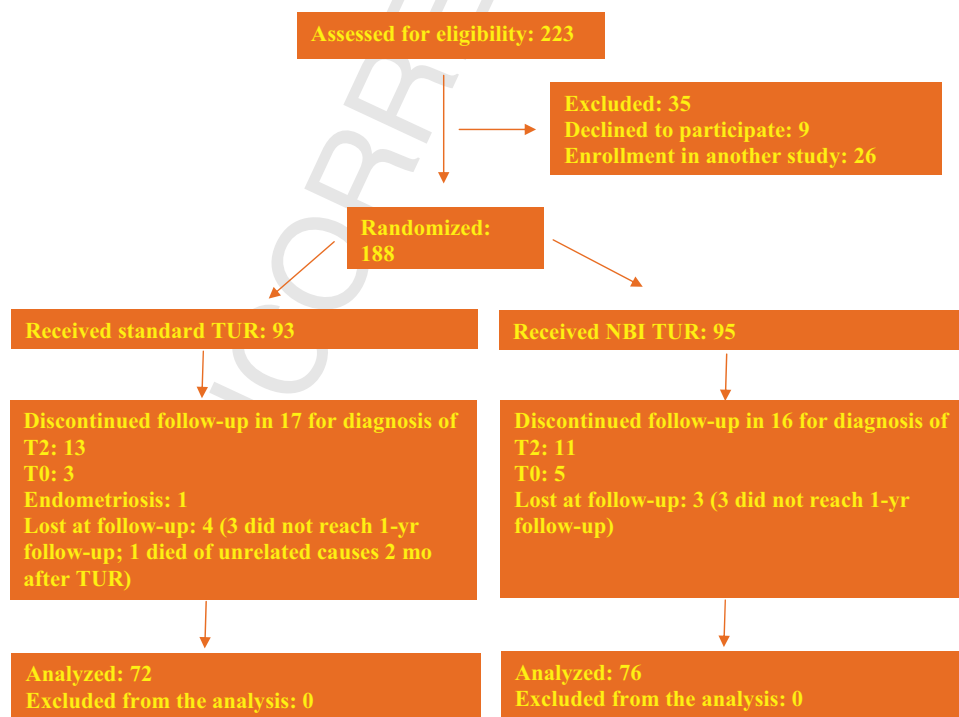 Assessed for eligibility: 223
Excluded: 35
Declined to participate: 9
Enrollment in another study: 26
Randomized:
188
Received standard TUR: 93
Received NBI TUR: 95
Discontinued follow-up in 17 for diagnosis of
T2: 13
T0: 3
Endometriosis: 1
Lost at follow-up: 4 (3 did not reach 1-yr
follow-up; 1 died of unrelated causes 2 mo
after TUR)
Discontinued follow-up in 16 for diagnosis of
T2: 11
T0: 5
Lost at follow-up: 3 (3 did not reach 1-yr
follow-up)
Analyzed: 72
Excluded from the analysis: 0
Analyzed: 76
Excluded from the analysis: 0